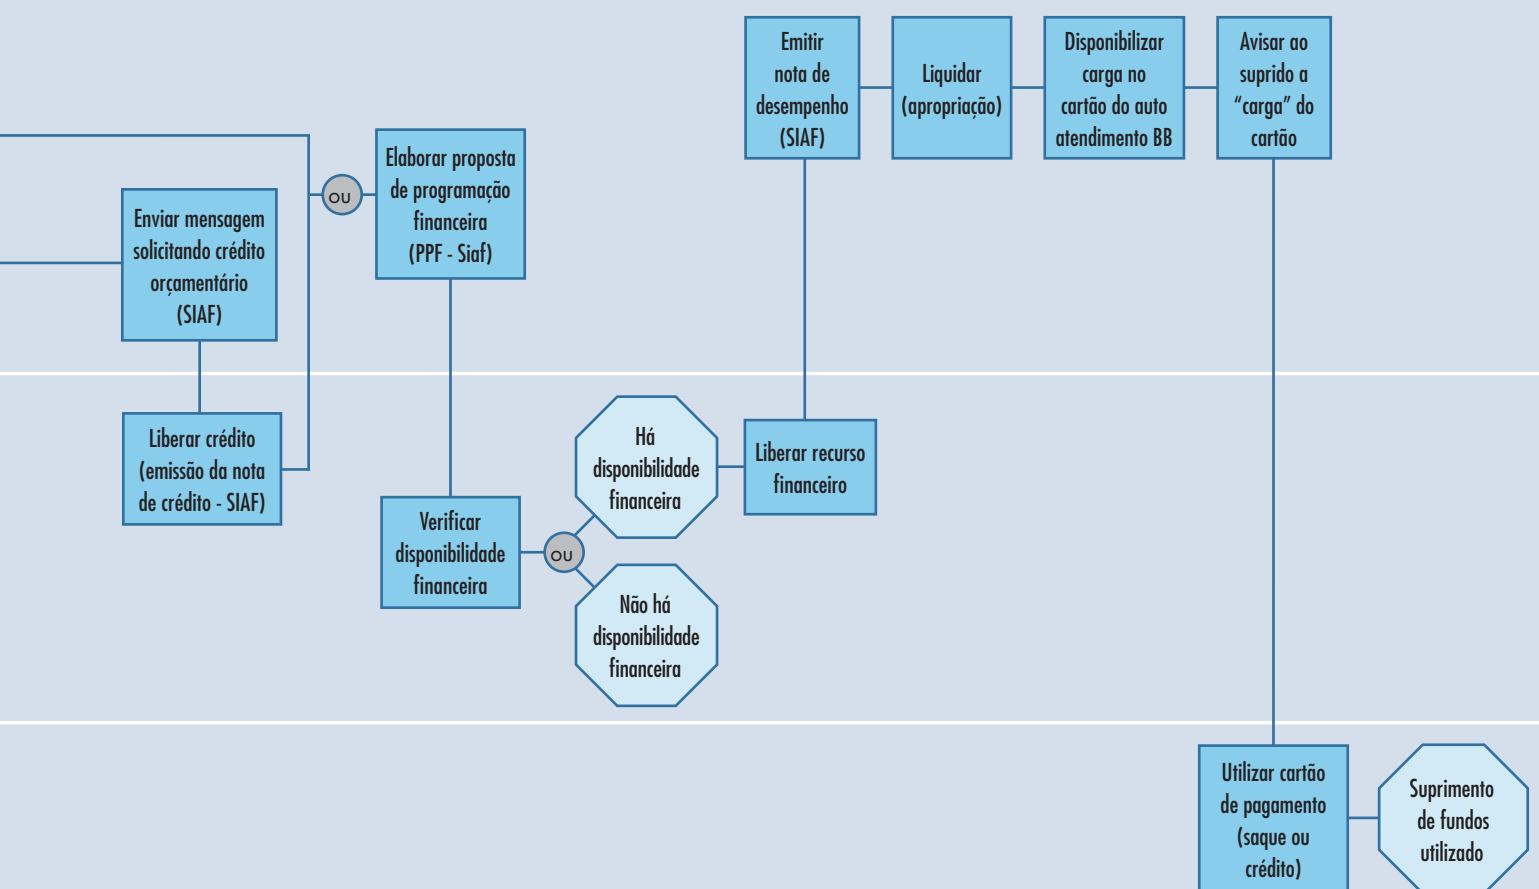 Enviar mensagem
solicitando crédito
orçamentário
(SIAF)
Liberar crédito
(emissão da nota
de crédito - SIAF)
OU
Elaborar proposta
de programação
financeira
(PPF - Siaf)
Verificar
disponibilidade
financeira
OU
Há
disponibilidade
financeira
Não há
disponibilidade
financeira
Liberar recurso
financeiro
Emitir
nota de
desempenho
(SIAF)
Liquidar
(apropriação)
Disponibilizar
carga no
cartão do auto
atendimento BB
Avisar ao
suprido a
“carga” do
cartão
Utilizar cartão
de pagamento
(saque ou
crédito)
Suprimento
de fundos
utilizado